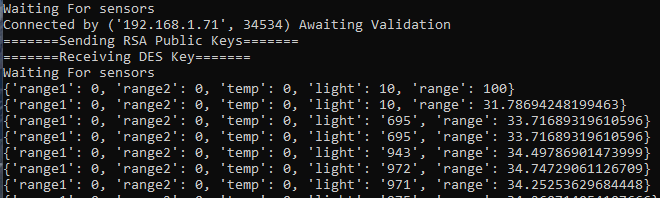 Waiting For sensors
Connected by ('192.168.1.71', 34534) Awaiting Validation
=======Sending RSA Public Keys=======
=======Receiving DES Key=======
Waiting For sensors
{'range1': 0, 'range2': 0, 'temp': 0, 'light': 10, 'range': 100}
{'range1': 0, 'range2': 0, 'temp': 0, 'light': 10, 'range': 31.78694248199463}
{'range1': 0, 'range2': 0, 'temp': 0, 'light': '695', 'range': 33.71689319610596}
{'range1': 0, 'range2': 0, 'temp': 0, 'light': '695', 'range': 33.71689319610596}
{'range1': 0, 'range2': 0, 'temp': 0, 'light': '943', 'range': 34.49786901473999}
{'range1': 0, 'range2': 0, 'temp': 0, 'light': '972', 'range': 34.74729061126709}
{'range1': 0, 'range2': 0, 'temp': 0, 'light': '971', 'range': 34.25253629684448}